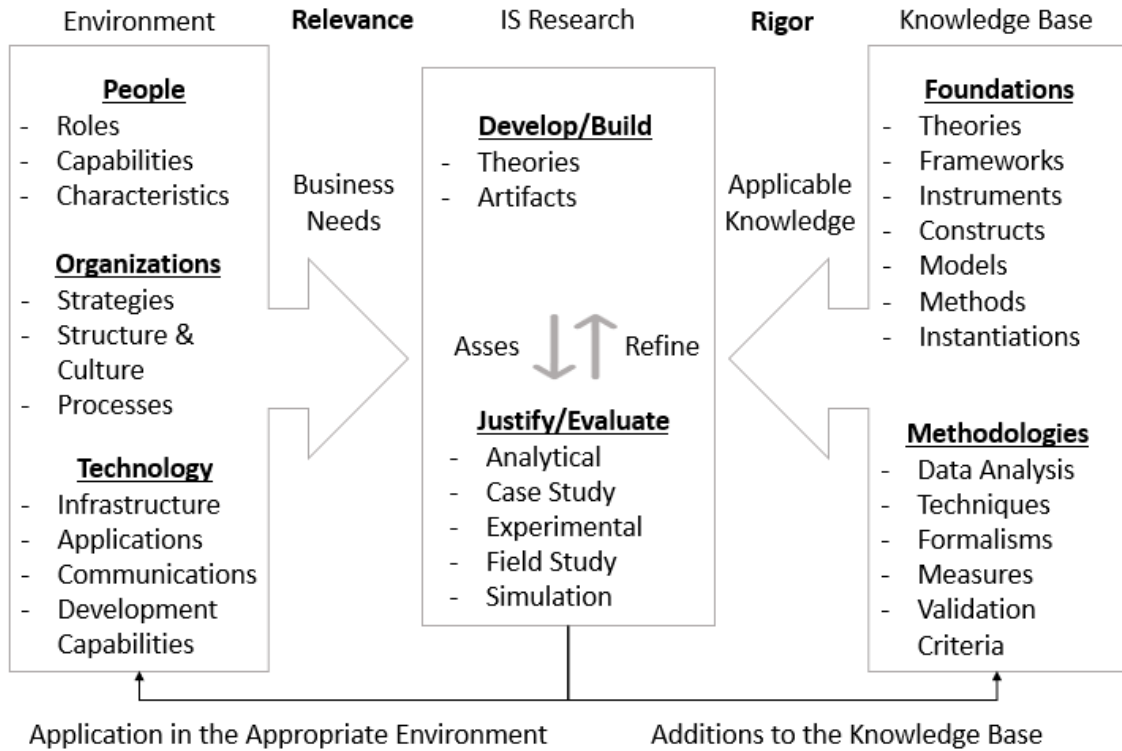 Environment
Relevance
IS Research
Rigor
Knowledge Base
People
- Roles
- Capabilities
- Characteristics
Organizations
- Strategies
- Structure &
Culture
- Processes
Technology
- Infrastructure
- Applications
- Communications
- Development
Capabilities
Business
Needs
Develop/Build
- Theories
- Artifacts
Asses
Refine
Justify/Evaluate
- Analytical
- Case Study
- Experimental
- Field Study
- Simulation
Applicable
Knowledge
Foundations
- Theories
- Frameworks
- Instruments
- Constructs
- Models
- Methods
- Instantiations
Methodologies
- Data Analysis
- Techniques
- Formalisms
- Measures
- Validation
Criteria
Application in the Appropriate Environment
Additions to the Knowledge Base